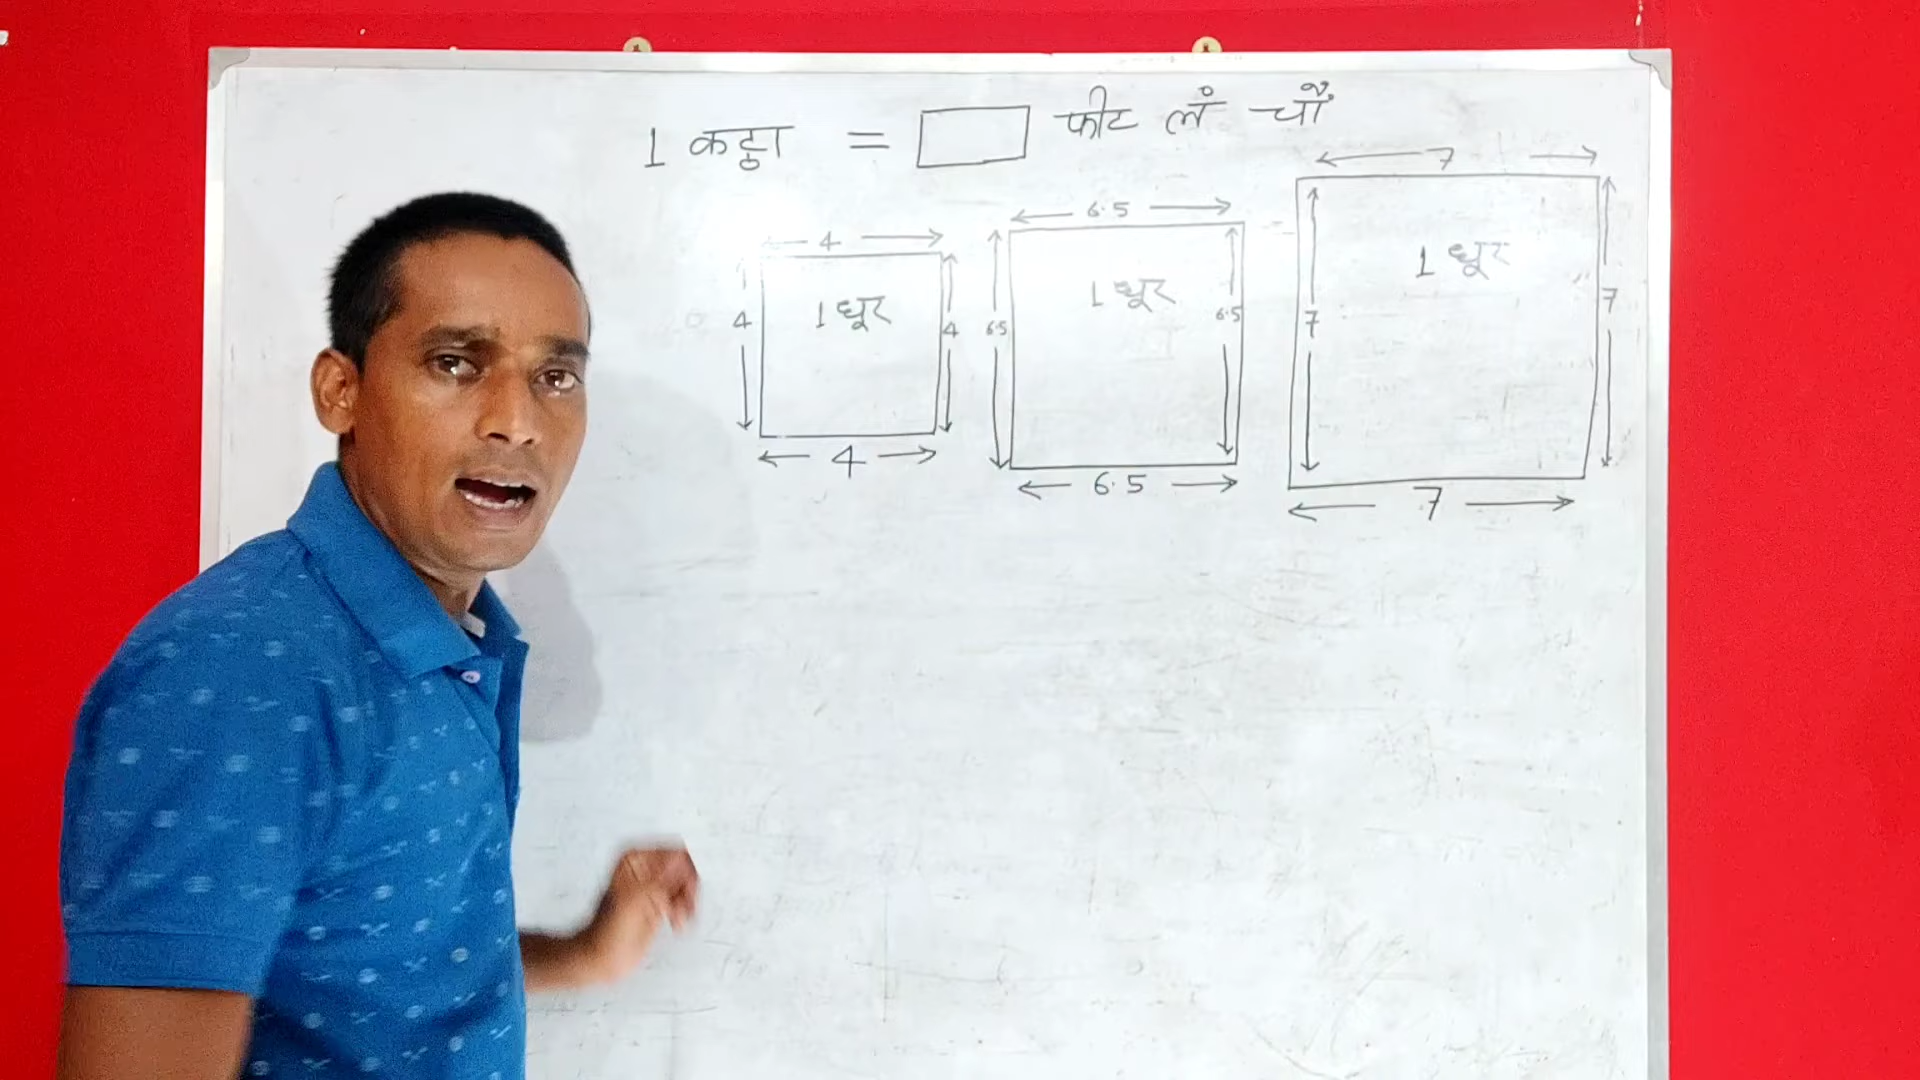 1 कट्ठा = फीट लं॰ चौ॰
4
4 1 धूर 4
4
6.5
6.5 1 धूर 6.5
6.5
7
7 1 धूर 7
7